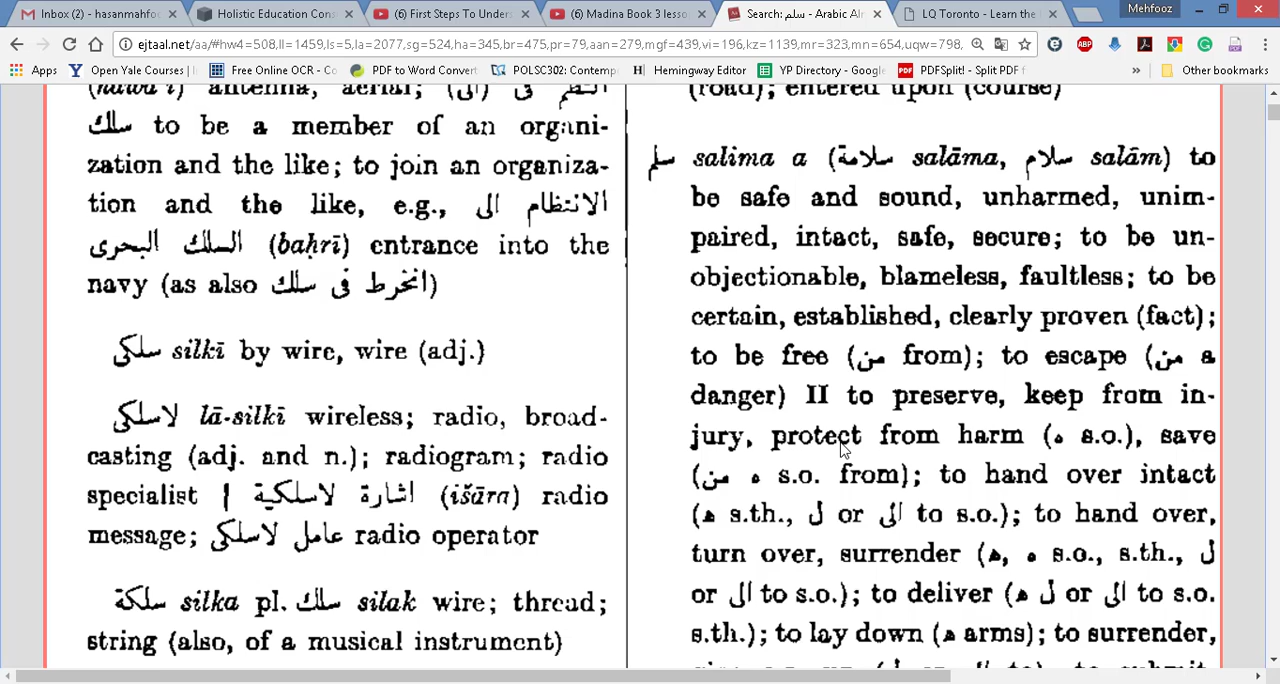 Inbox (2) - hasanmahfoo
Holistic Education Cons
(6) First Steps To Under
(6) Madina Book 3 lesso
Search: سلم - Arabic Al
LQ Toronto - Learn the
Mehfooz
ejtaal.net/aa/#hw4=508,ll=1459,ls=5,la=2077,sg=524,ha=345,br=475,pr=79,aan=279,mgf=439,vi=196,kz=1139,mr=323,mn=654,uqw=798,
Apps
Open Yale Courses | I
Free Online OCR - Co
PDF to Word Convert
POLSC302: Contemp
Hemingway Editor
YP Directory - Google
PDFSplit! - Split PDF f
»
Other bookmarks
(hawā'ī) antenna, aerial; (الى) انتظم فى
سلك to be a member of an organi-
zation and the like; to join an organiza-
tion and the like, e.g., الانتظام الى
السلك البحرى (baḥrī) entrance into the
navy (as also انخرط فى سلك)
سلكى silkī by wire, wire (adj.)
لاسلكى lā-silkī wireless; radio, broad-
casting (adj. and n.); radiogram; radio
specialist | اشارة لاسلكية (išāra) radio
message; عامل لاسلكى radio operator
سلكة silka pl. سلك silak wire; thread;
string (also, of a musical instrument)
(road); entered upon (course)
سلم salima a (سلامة salāma, سلام salām) to
be safe and sound, unharmed, unim-
paired, intact, safe, secure; to be un-
objectionable, blameless, faultless; to be
certain, established, clearly proven (fact);
to be free (من from); to escape (من a
danger) II to preserve, keep from in-
jury, protect from harm (ه s.o.), save
(ه من s.o. from); to hand over intact
(ه s.th., ل or الى to s.o.); to hand over,
turn over, surrender (ه, ه s.o., s.th., ل
or الى to s.o.); to deliver (ه ل or الى to s.o.
s.th.); to lay down (ه arms); to surrender,